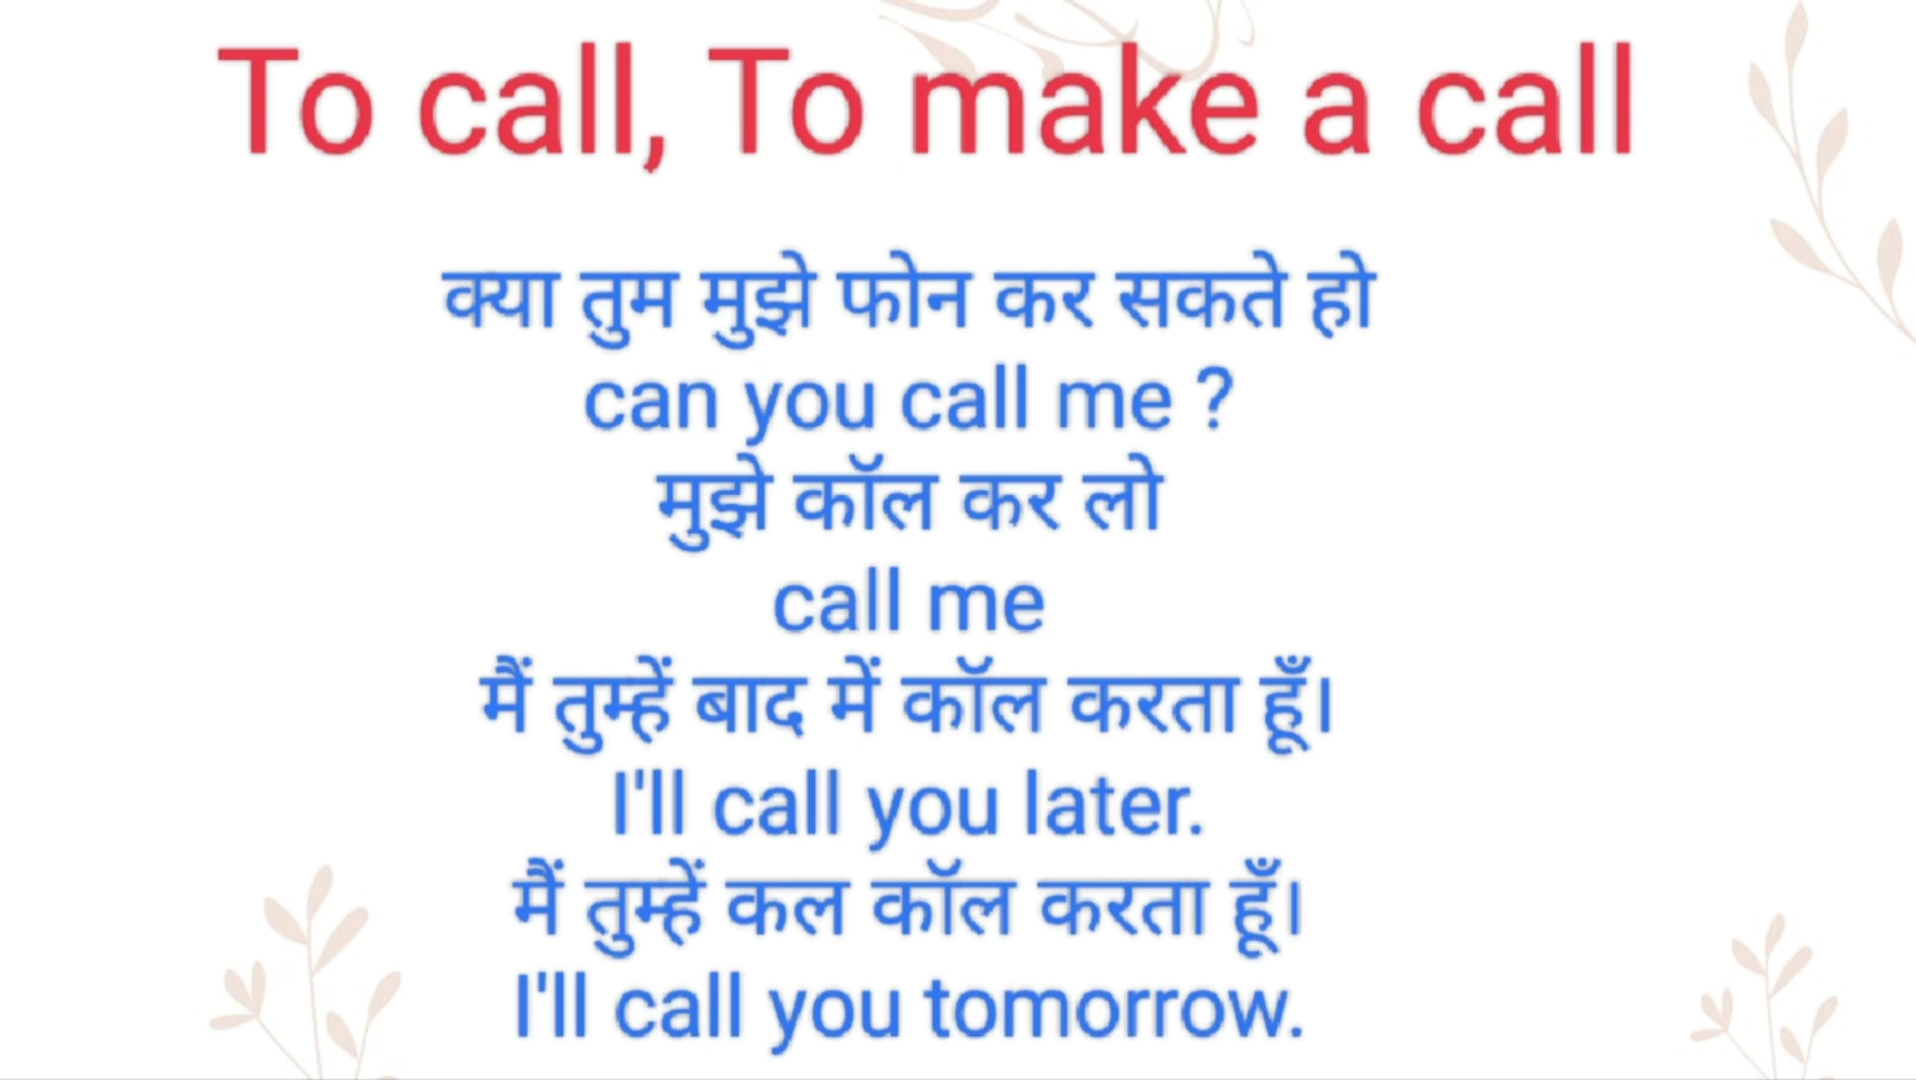 To call, To make a call
क्या तुम मुझे फोन कर सकते हो
can you call me ?
मुझे कॉल कर लो
call me
मैं तुम्हें बाद में कॉल करता हूँ।
I'll call you later.
मैं तुम्हें कल कॉल करता हूँ।
I'll call you tomorrow.